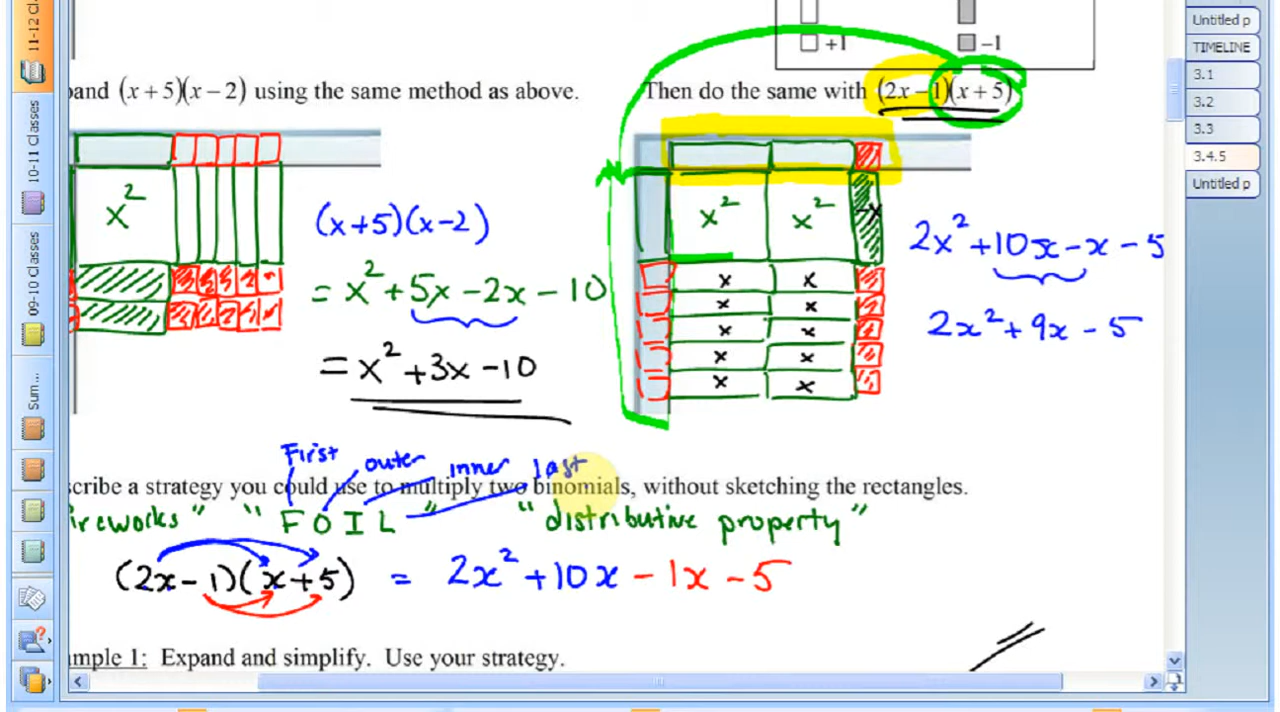 +1
-1
and (x + 5)(x − 2) using the same method as above.
Then do the same with (2x − 1)(x + 5)
x²
(x+5)(x-2)
= x² + 5x - 2x - 10
= x² + 3x - 10
x² x² -x
x x
x x
x x
x x
x x
2x² + 10x - x - 5
2x² + 9x - 5
First outer inner last
scribe a strategy you could use to multiply two binomials, without sketching the rectangles.
ireworks" "FOIL" "distributive property"
(2x - 1)(x + 5) = 2x² + 10x - 1x - 5
mple 1: Expand and simplify. Use your strategy.
11-12 Cl
10-11 Classes
09-10 Classes
Sum...
Untitled p
TIMELINE
3.1
3.2
3.3
3.4.5
Untitled p